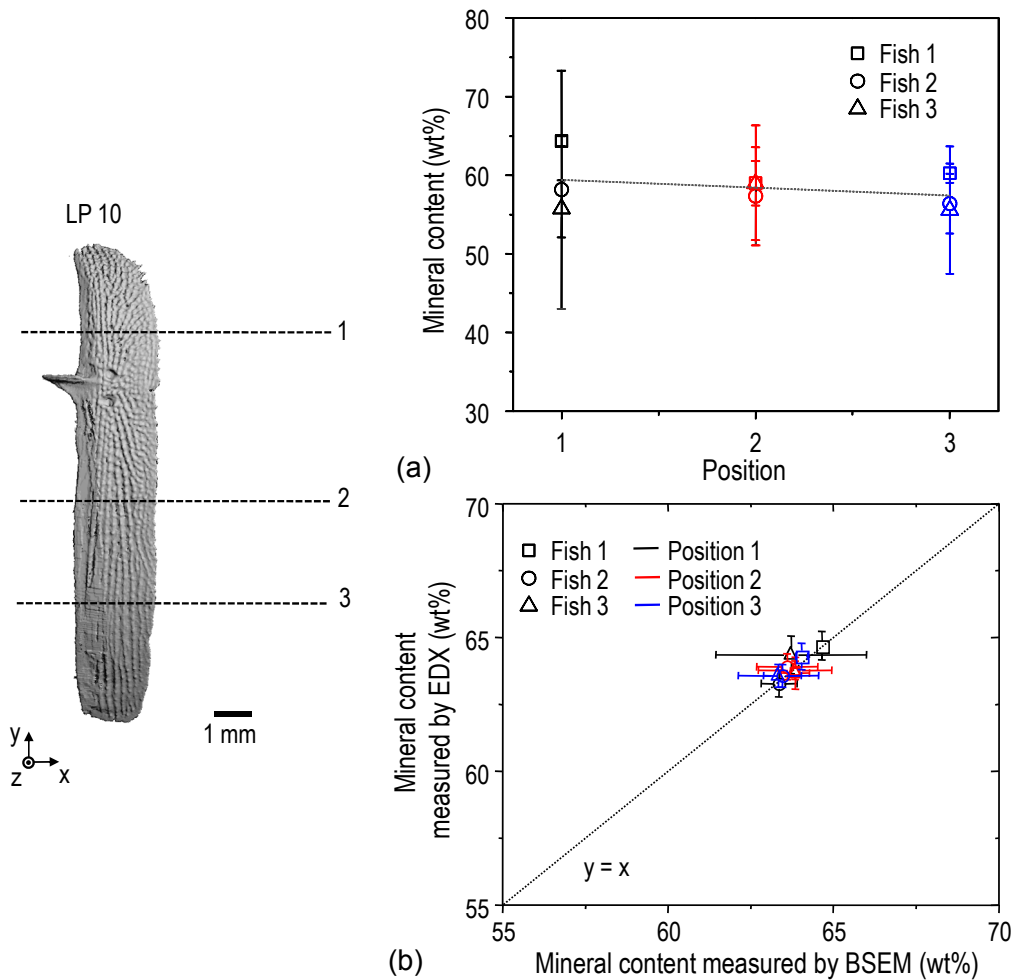 LP 10
1
2
3
1 mm
y
z
x
80
70
60
50
40
30
Mineral content (wt%)
Fish 1
Fish 2
Fish 3
1 2 3
Position
(a)
70
65
60
55
Mineral content
measured by EDX (wt%)
Fish 1 Position 1
Fish 2 Position 2
Fish 3 Position 3
y = x
55 60 65 70
Mineral content measured by BSEM (wt%)
(b)